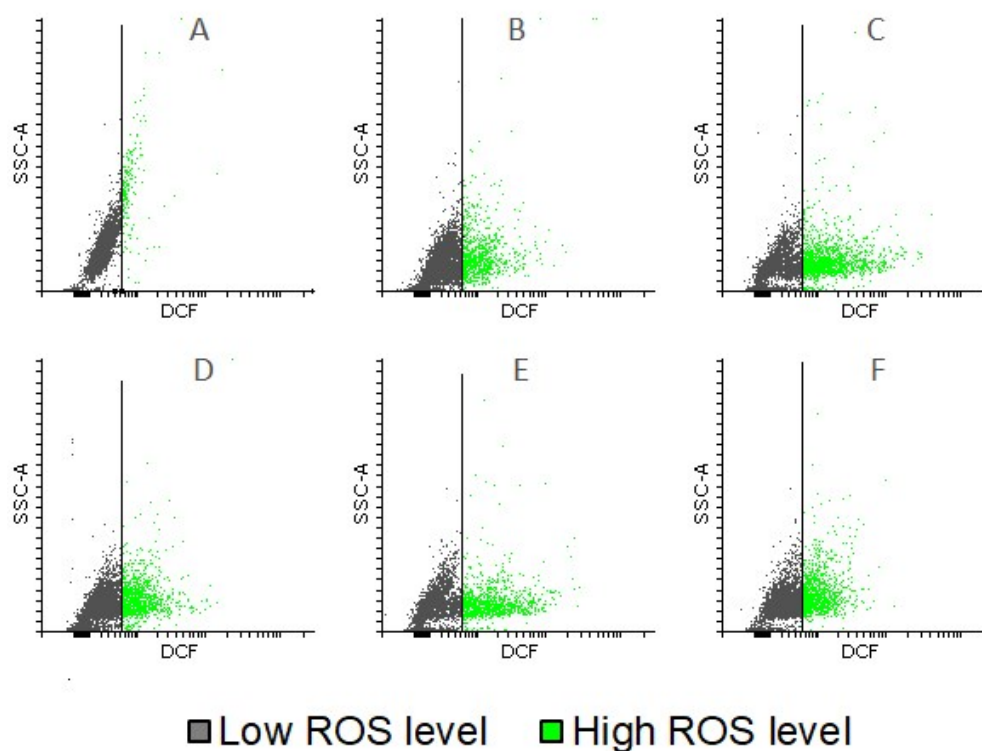 A
B
C
SSC-A
SSC-A
SSC-A
DCF
DCF
DCF
D
E
F
SSC-A
SSC-A
SSC-A
DCF
DCF
DCF
Low ROS level
High ROS level